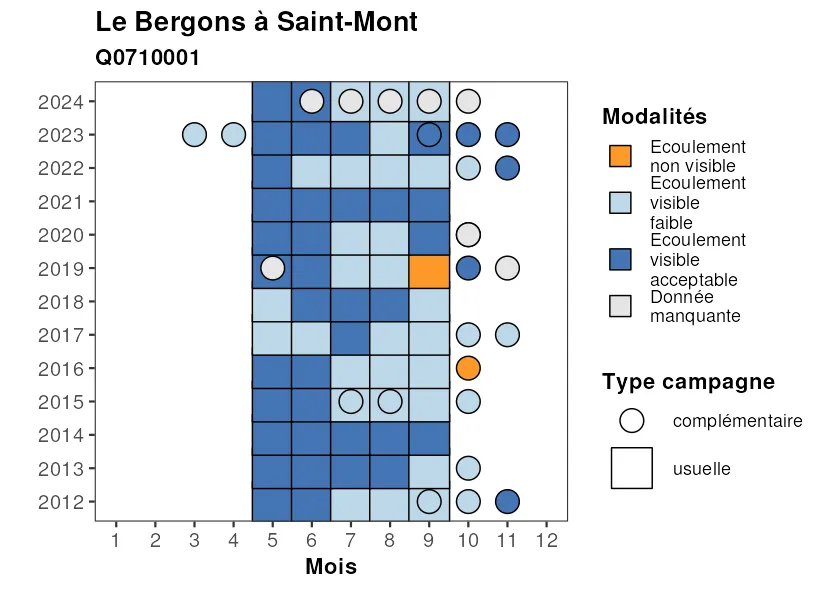 Le Bergons à Saint-Mont
Q0710001
2024
2023
2022
2021
2020
2019
2018
2017
2016
2015
2014
2013
2012
1 2 3 4 5 6 7 8 9 10 11 12
Mois
Modalités
Ecoulement
non visible
Ecoulement
visible
faible
Ecoulement
visible
acceptable
Donnée
manquante
Type campagne
complémentaire
usuelle